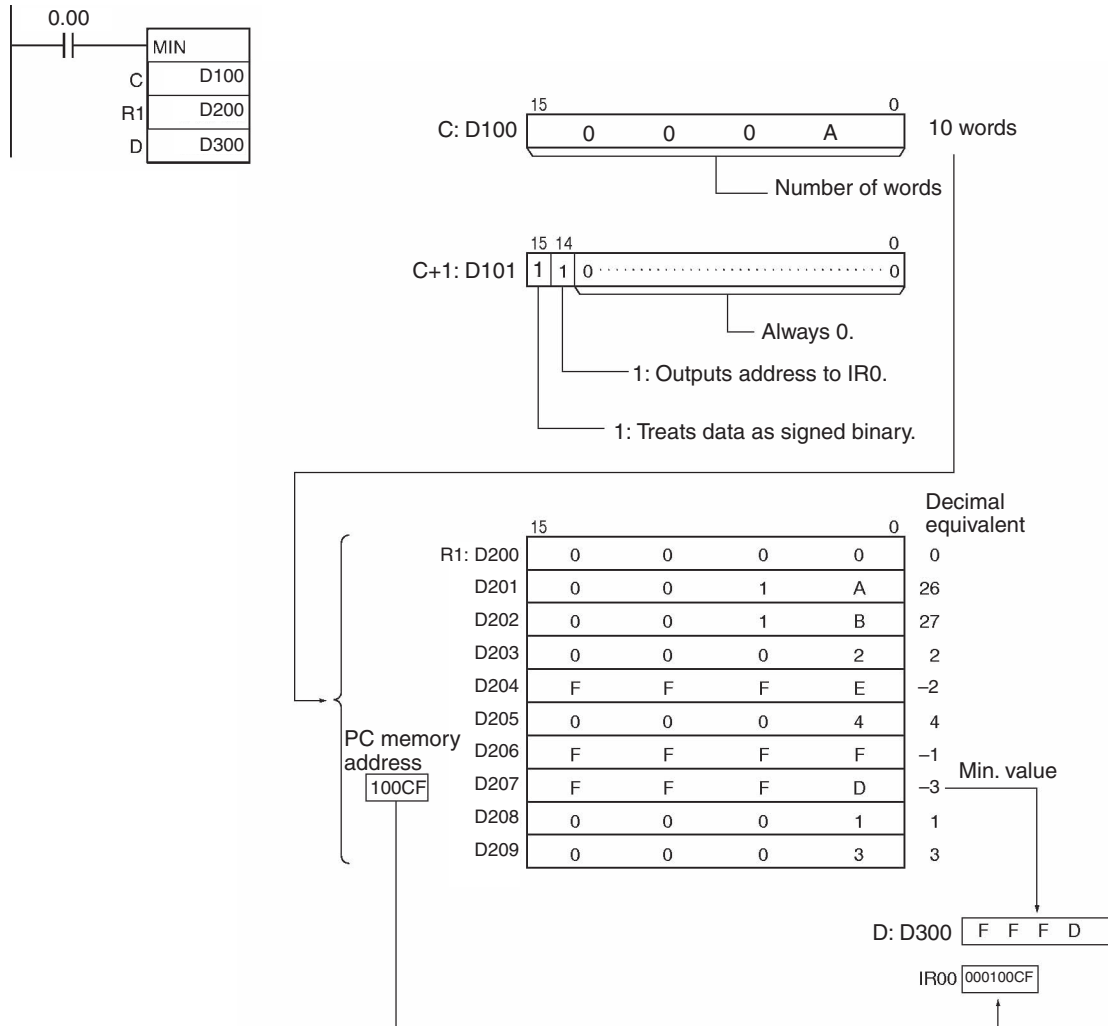 0.00
MIN
C D100
R1 D200
D D300
15 0
C: D100 0 0 0 A 10 words
Number of words
15 14 0
C+1: D101 1 1 0 0
Always 0.
1: Outputs address to IR0.
1: Treats data as signed binary.
Decimal
equivalent
15 0
R1: D200 0 0 0 0 0
D201 0 0 1 A 26
D202 0 0 1 B 27
D203 0 0 0 2 2
D204 F F F E –2
D205 0 0 0 4 4
D206 F F F F –1
PC memory
address
D207 F F F D –3 Min. value
100CF
D208 0 0 0 1 1
D209 0 0 0 3 3
D: D300 F F F D
IR00 000100CF